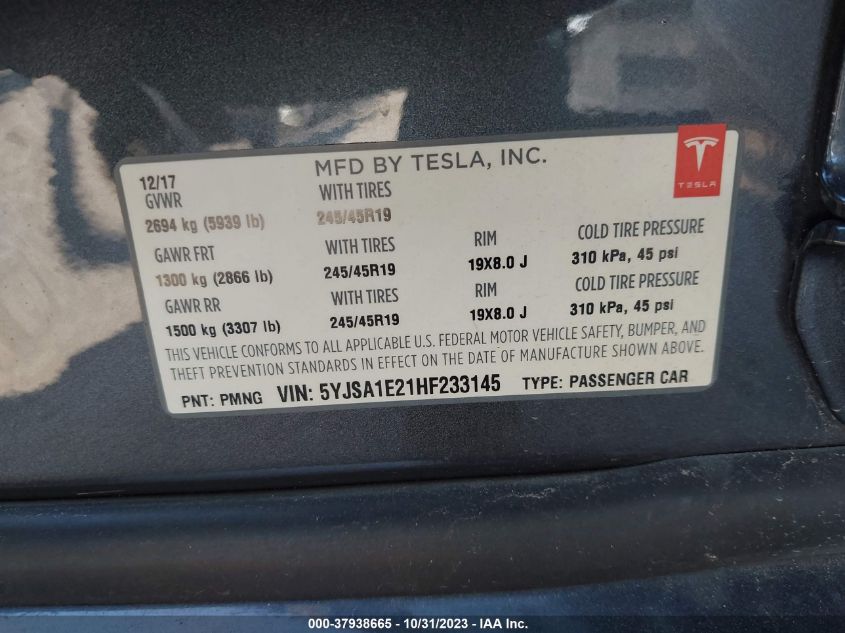 MFD BY TESLA, INC.
TESLA
12/17
GVWR
WITH TIRES
2694 kg (5939 lb)
245/45R19
GAWR FRT
WITH TIRES
RIM
COLD TIRE PRESSURE
1300 kg (2866 lb)
245/45R19
19X8.0 J
310 kPa, 45 psi
GAWR RR
WITH TIRES
RIM
COLD TIRE PRESSURE
1500 kg (3307 lb)
245/45R19
19X8.0 J
310 kPa, 45 psi
THIS VEHICLE CONFORMS TO ALL APPLICABLE U.S. FEDERAL MOTOR VEHICLE SAFETY, BUMPER, AND
THEFT PREVENTION STANDARDS IN EFFECT ON THE DATE OF MANUFACTURE SHOWN ABOVE.
PNT: PMNG VIN: 5YJSA1E21HF233145 TYPE: PASSENGER CAR
000-37938665 - 10/31/2023 - IAA Inc.